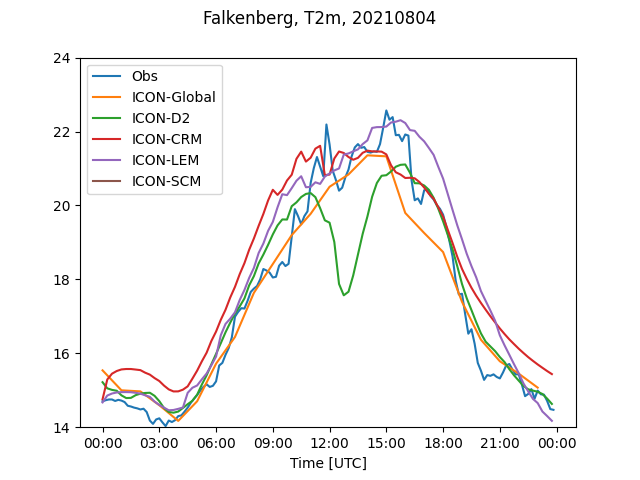 Falkenberg, T2m, 20210804
24
22
20
18
16
14
Obs
ICON-Global
ICON-D2
ICON-CRM
ICON-LEM
ICON-SCM
00:00 03:00 06:00 09:00 12:00 15:00 18:00 21:00 00:00
Time [UTC]